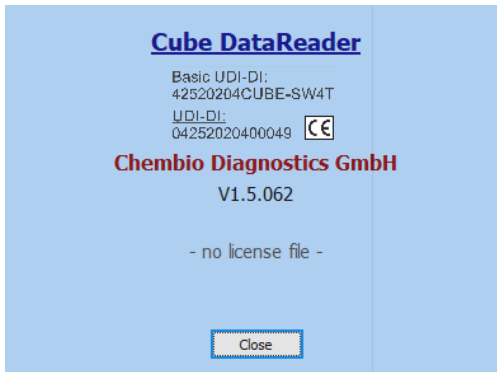 Cube DataReader
Basic UDI-DI:
42520204CUBE-SW4T
UDI-DI:
04252020400049 CE
Chembio Diagnostics GmbH
V1.5.062
- no license file -
Close